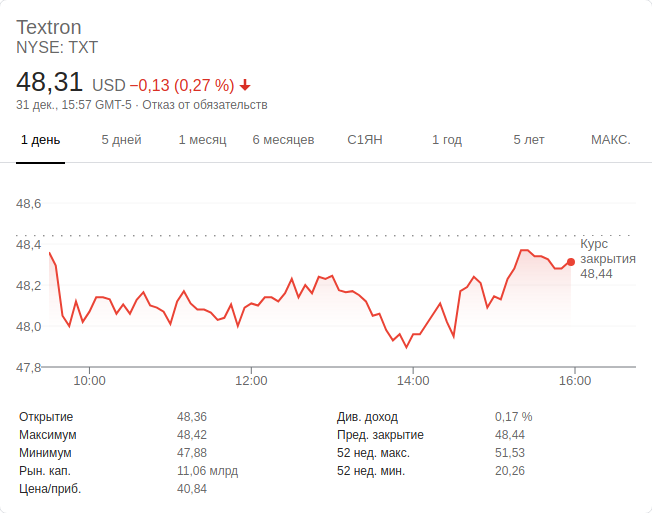 Textron
NYSE: TXT
48,31 USD −0,13 (0,27 %)
31 дек., 15:57 GMT-5 · Отказ от обязательств
1 день 5 дней 1 месяц 6 месяцев С1ЯН 1 год 5 лет МАКС.
48,6
48,4
48,2
48,0
47,8
Курс
закрытия
48,44
10:00 12:00 14:00 16:00
Открытие 48,36 Див. доход 0,17 %
Максимум 48,42 Пред. закрытие 48,44
Минимум 47,88 52 нед. макс. 51,53
Рын. кап. 11,06 млрд 52 нед. мин. 20,26
Цена/приб. 40,84